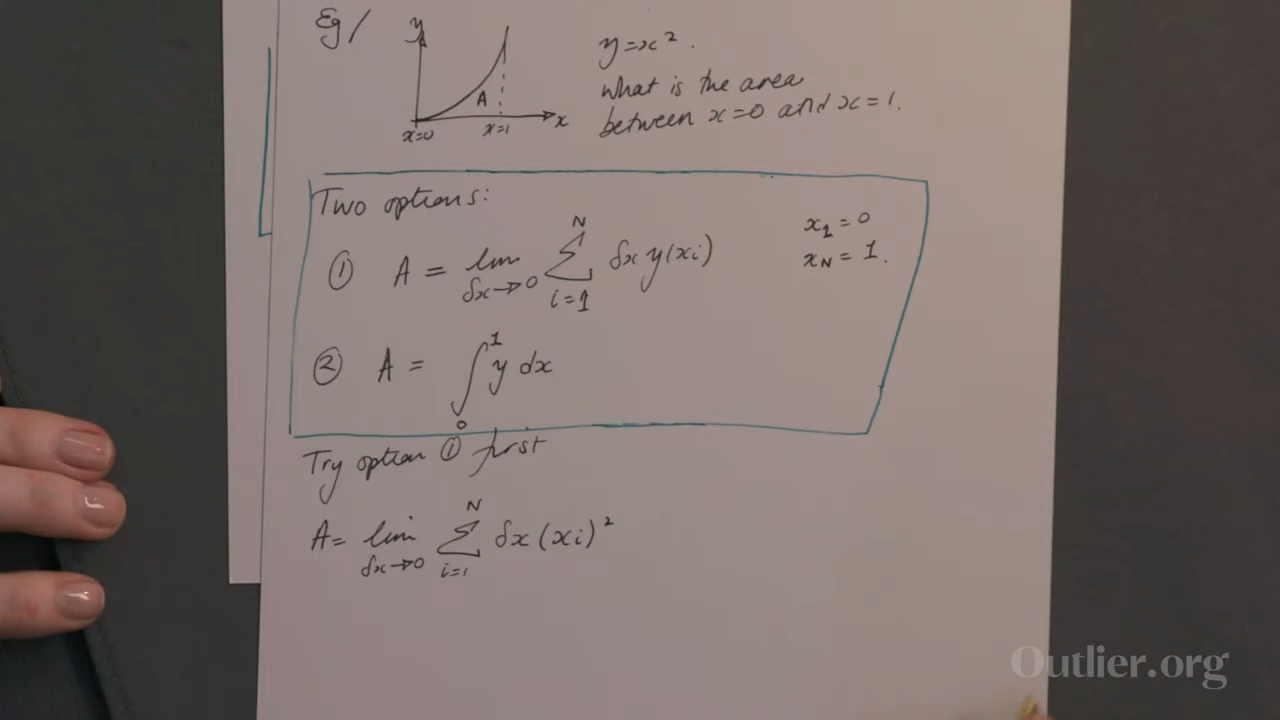 Eg/
y
A
x=0
x=1
x
y=x².
what is the area
between x=0 and x=1.
Two options:
① A = lim δx→0 N Σ i=1 δx y(xi)
x₁ = 0
x_N = 1.
② A = ∫₀¹ y dx
Try option ① first
A= lim δx→0 N Σ i=1 δx (xi)²
Outlier.org